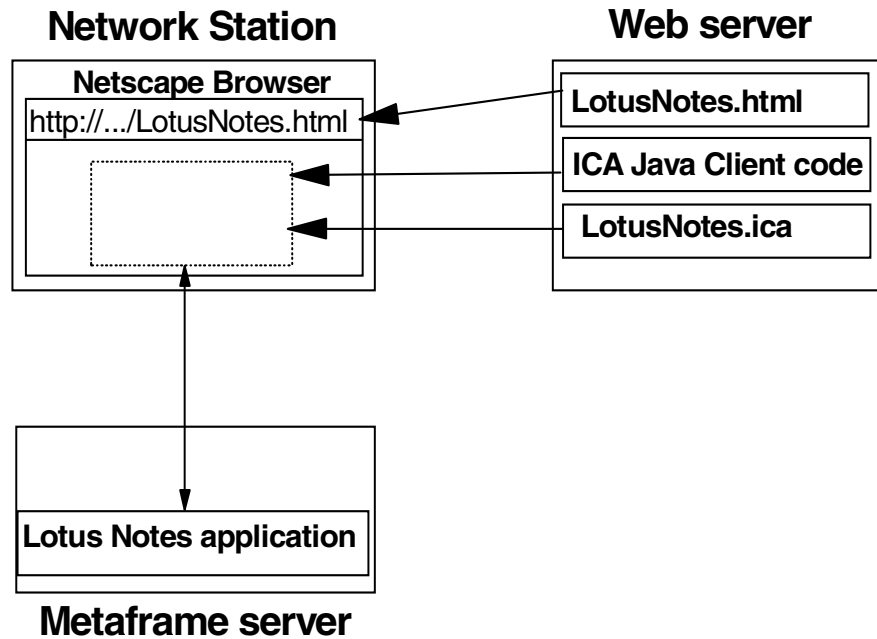 Network Station
Web server
Netscape Browser
http://.../LotusNotes.html
LotusNotes.html
ICA Java Client code
LotusNotes.ica
Lotus Notes application
Metaframe server